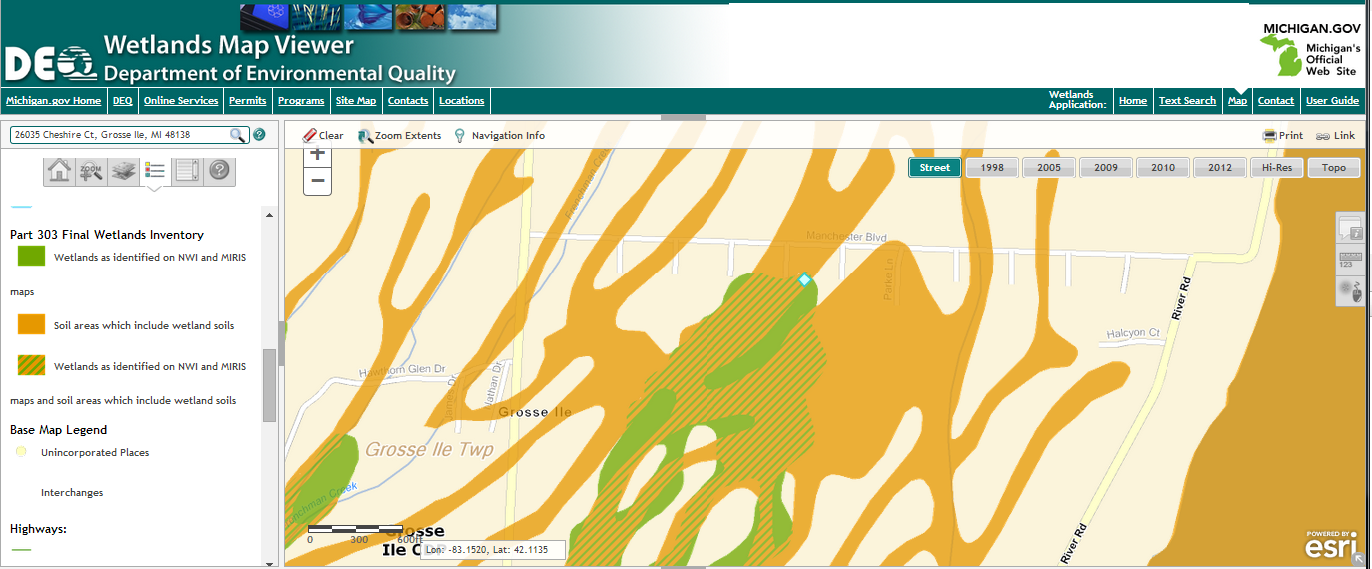 DEQ
Wetlands Map Viewer
Department of Environmental Quality
MICHIGAN.GOV
Michigan's
Official
Web Site
Michigan.gov Home
DEQ
Online Services
Permits
Programs
Site Map
Contacts
Locations
Wetlands
Application:
Home
Text Search
Map
Contact
User Guide
26035 Cheshire Ct, Grosse Ile, MI 48138
?
Clear
Zoom Extents
Navigation Info
Print
Link
ZOOM
?
Street
1998
2005
2009
2010
2012
Hi-Res
Topo
123
Part 303 Final Wetlands Inventory
Wetlands as identified on NWI and MIRIS
maps
Soil areas which include wetland soils
Wetlands as identified on NWI and MIRIS
maps and soil areas which include wetland soils
Base Map Legend
Unincorporated Places
Interchanges
Highways:
+
−
Frenchman Cree
Manchester Blvd
Parke Ln
River Rd
Halcyon Ct
Hawthorn Glen Dr
James Dr
Nathan Dr
Grosse Ile
Grosse Ile Twp
Creek
Grosse
Ile C
0 300 600ft
Lon: -83.1520, Lat: 42.1135
River Rd
POWERED BY
esri